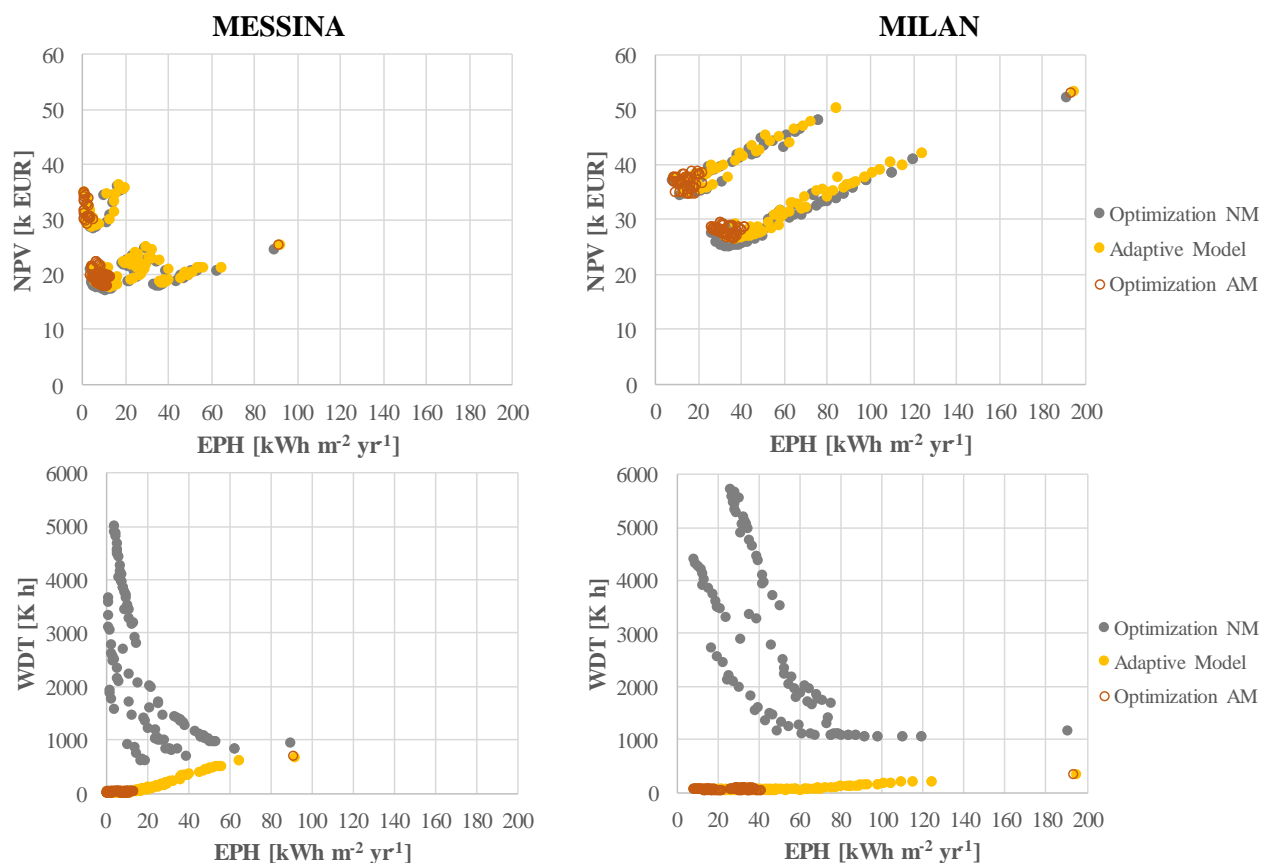 MESSINA
MILAN
60
50
40
30
20
10
0
NPV [k EUR]
0 20 40 60 80 100 120 140 160 180 200
EPH [kWh m-2 yr-1]
60
50
40
30
20
10
0
NPV [k EUR]
0 20 40 60 80 100 120 140 160 180 200
EPH [kWh m-2 yr-1]
Optimization NM
Adaptive Model
Optimization AM
6000
5000
4000
3000
2000
1000
0
WDT [K h]
0 20 40 60 80 100 120 140 160 180 200
EPH [kWh m-2 yr-1]
6000
5000
4000
3000
2000
1000
0
WDT [K h]
0 20 40 60 80 100 120 140 160 180 200
EPH [kWh m-2 yr-1]
Optimization NM
Adaptive Model
Optimization AM